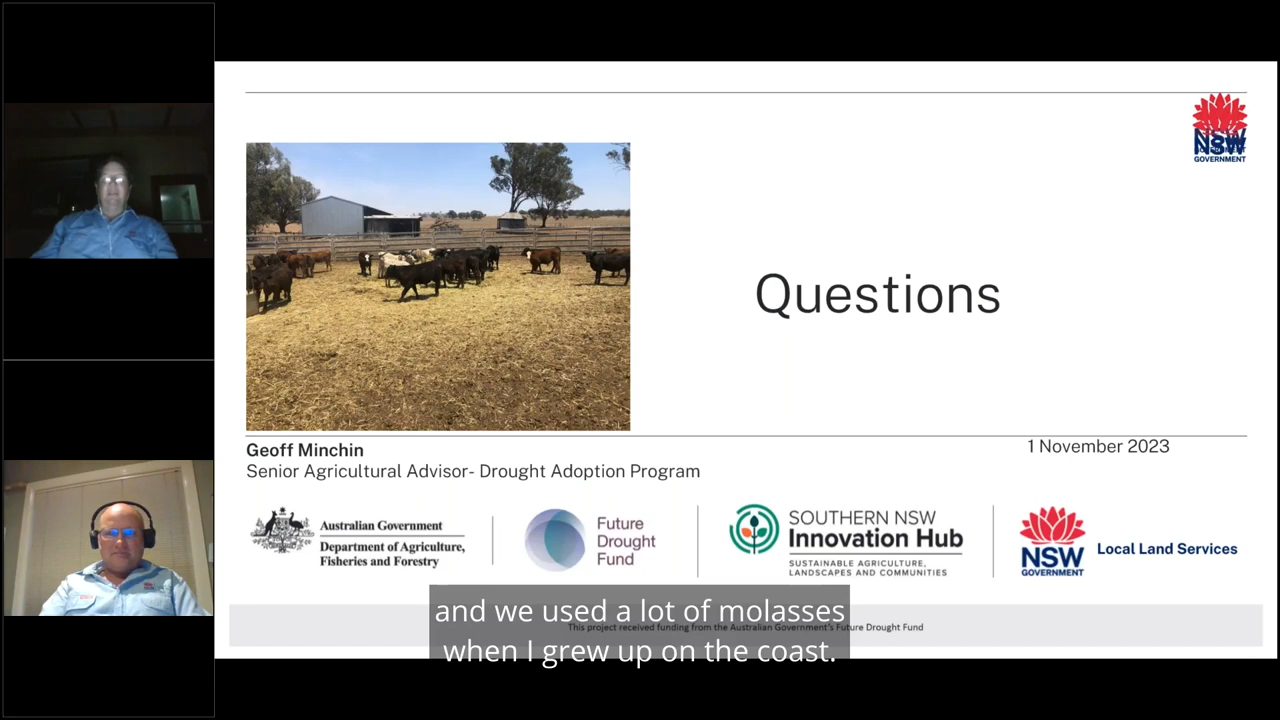 NSW
GOVERNMENT
Questions
Geoff Minchin
Senior Agricultural Advisor- Drought Adoption Program
1 November 2023
Australian Government
Department of Agriculture,
Fisheries and Forestry
Future
Drought
Fund
SOUTHERN NSW
Innovation Hub
SUSTAINABLE AGRICULTURE,
LANDSCAPES AND COMMUNITIES
NSW
GOVERNMENT
Local Land Services
This project received funding from the Australian Government's Future Drought Fund
and we used a lot of molasses
when I grew up on the coast.